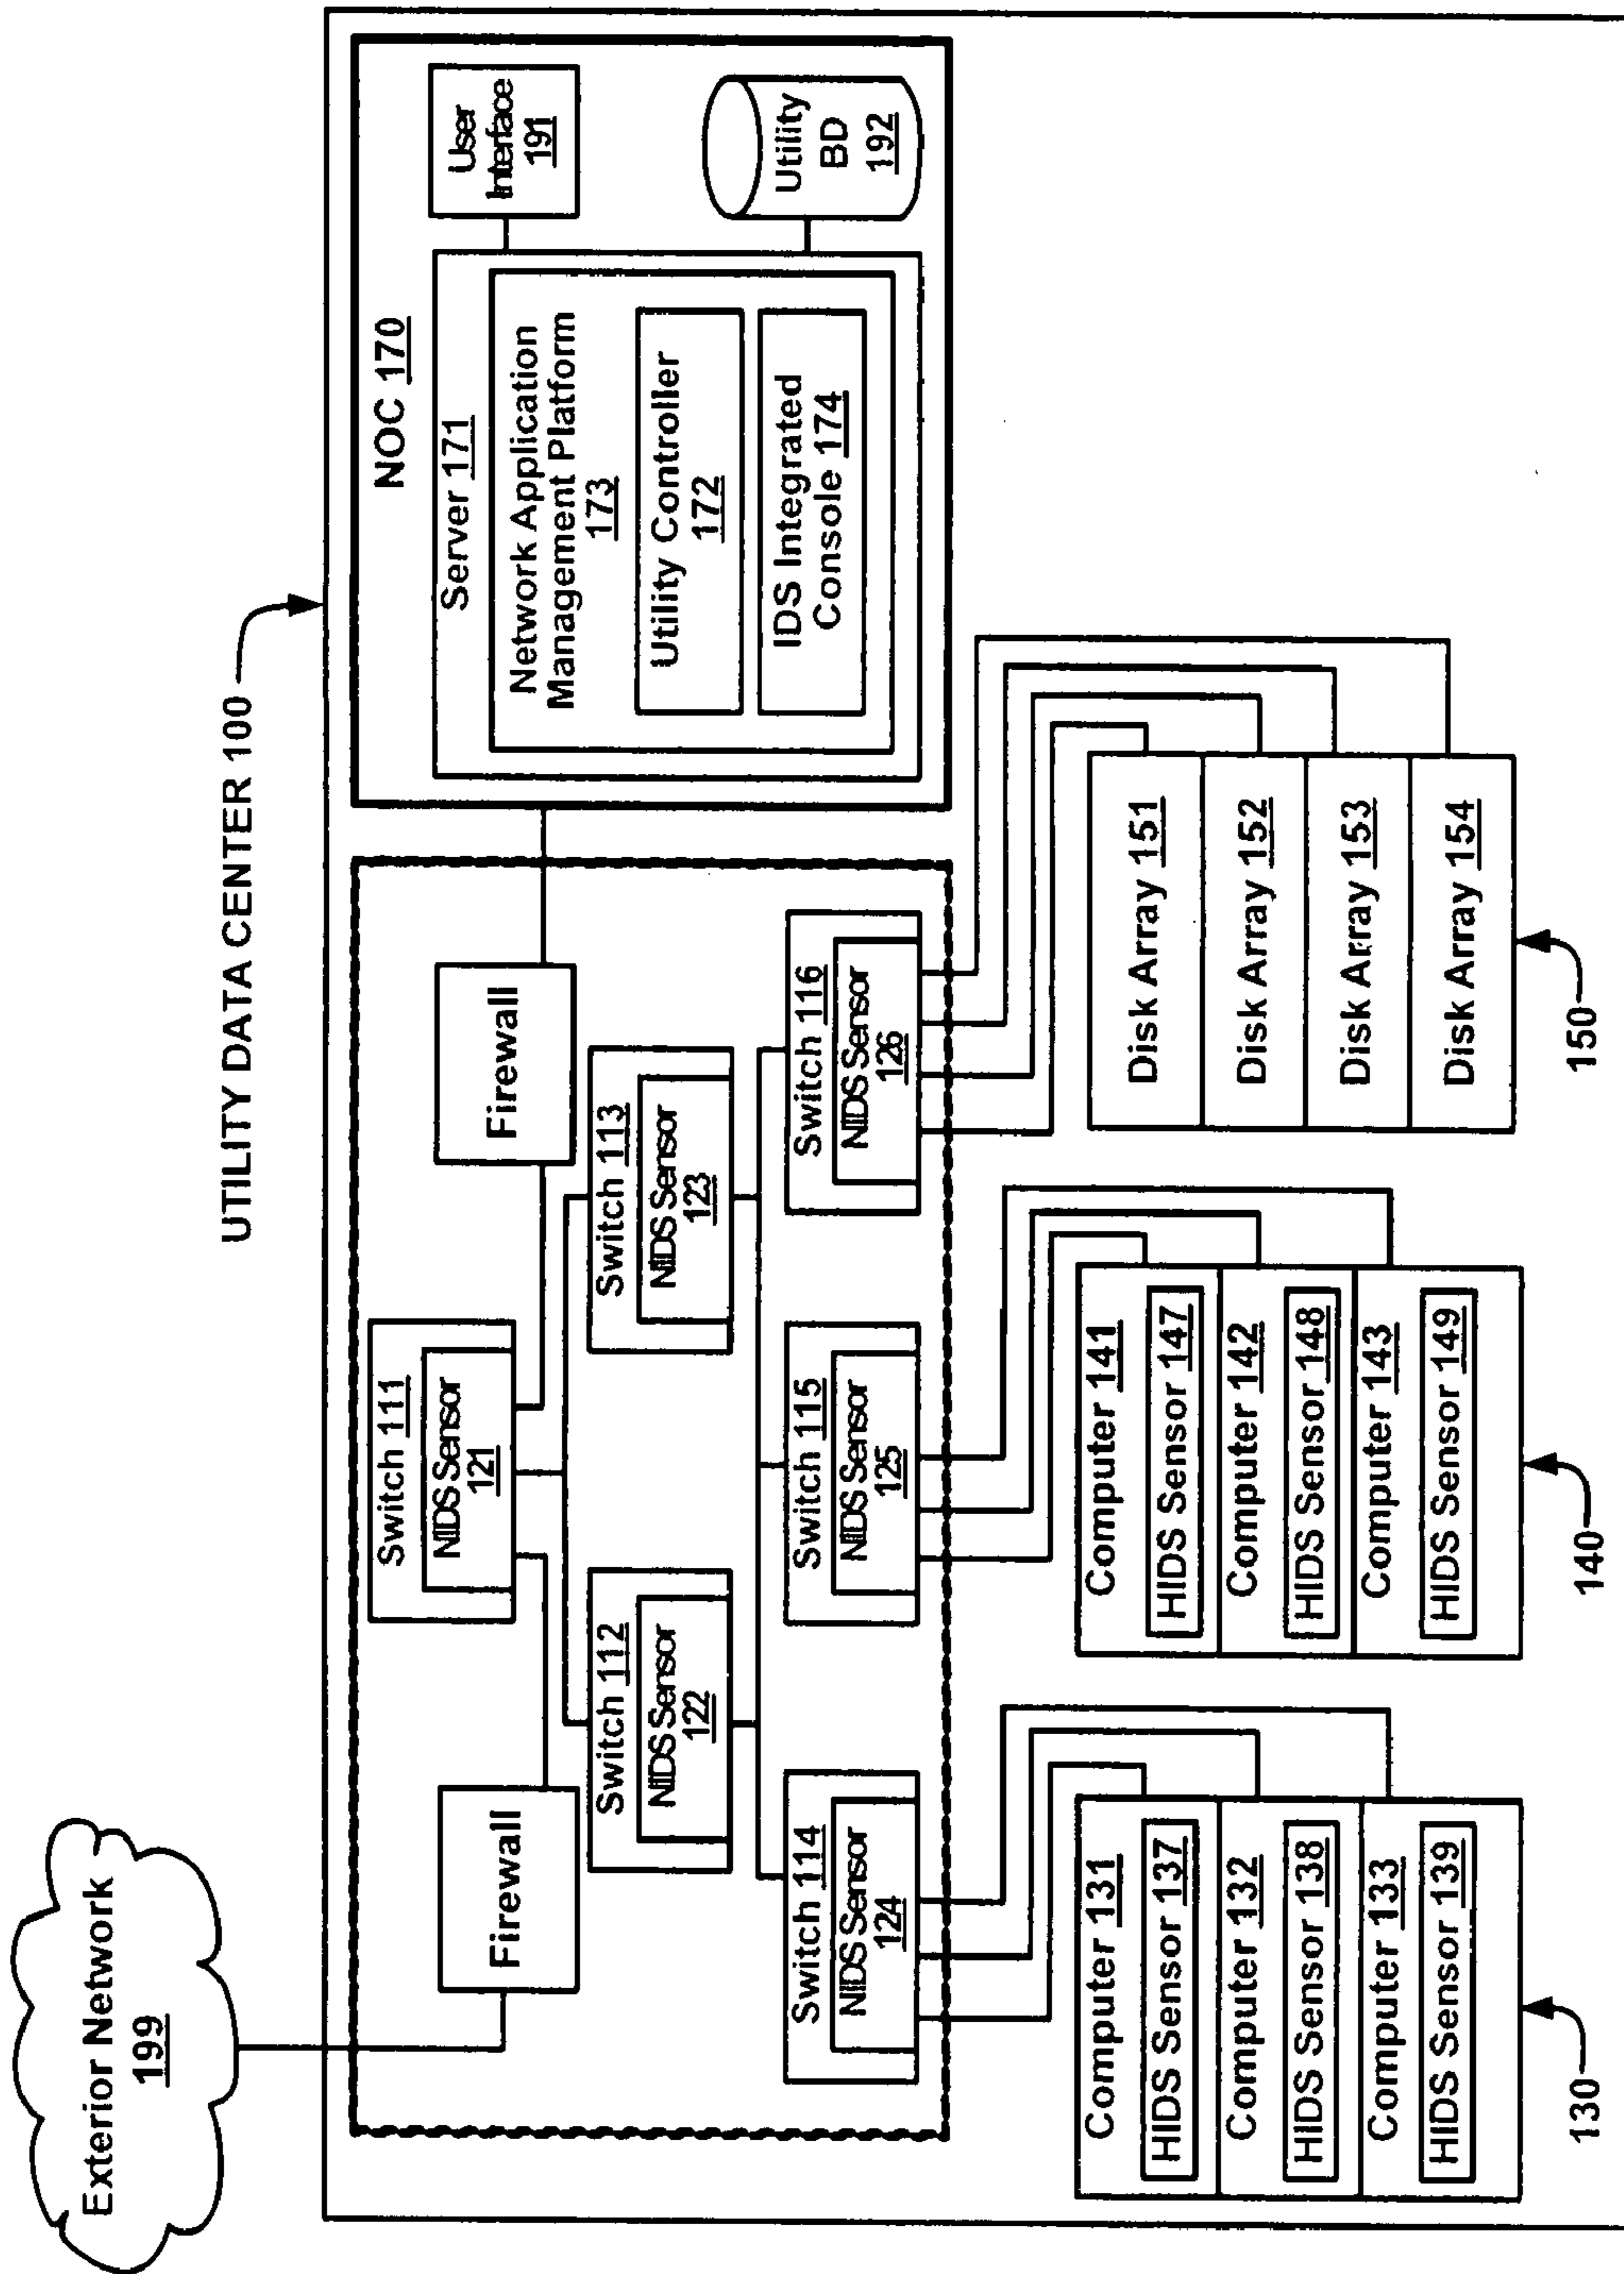 UTILITY DATA CENTER 100
Exterior Network
199
Firewall
Switch 111
NIDS Sensor
121
Firewall
Switch 112
NIDS Sensor
122
Switch 113
NIDS Sensor
123
Switch 114
NIDS Sensor
124
Switch 115
NIDS Sensor
125
Switch 116
NIDS Sensor
126
NOC 170
Server 171
Network Application
Management Platform
173
Utility Controller
172
IDS Integrated
Console 174
User
Interface
191
Utility
BD
192
Computer 131
HIDS Sensor 137
Computer 132
HIDS Sensor 138
Computer 133
HIDS Sensor 139
130
Computer 141
HIDS Sensor 147
Computer 142
HIDS Sensor 148
Computer 143
HIDS Sensor 149
140
Disk Array 151
Disk Array 152
Disk Array 153
Disk Array 154
150